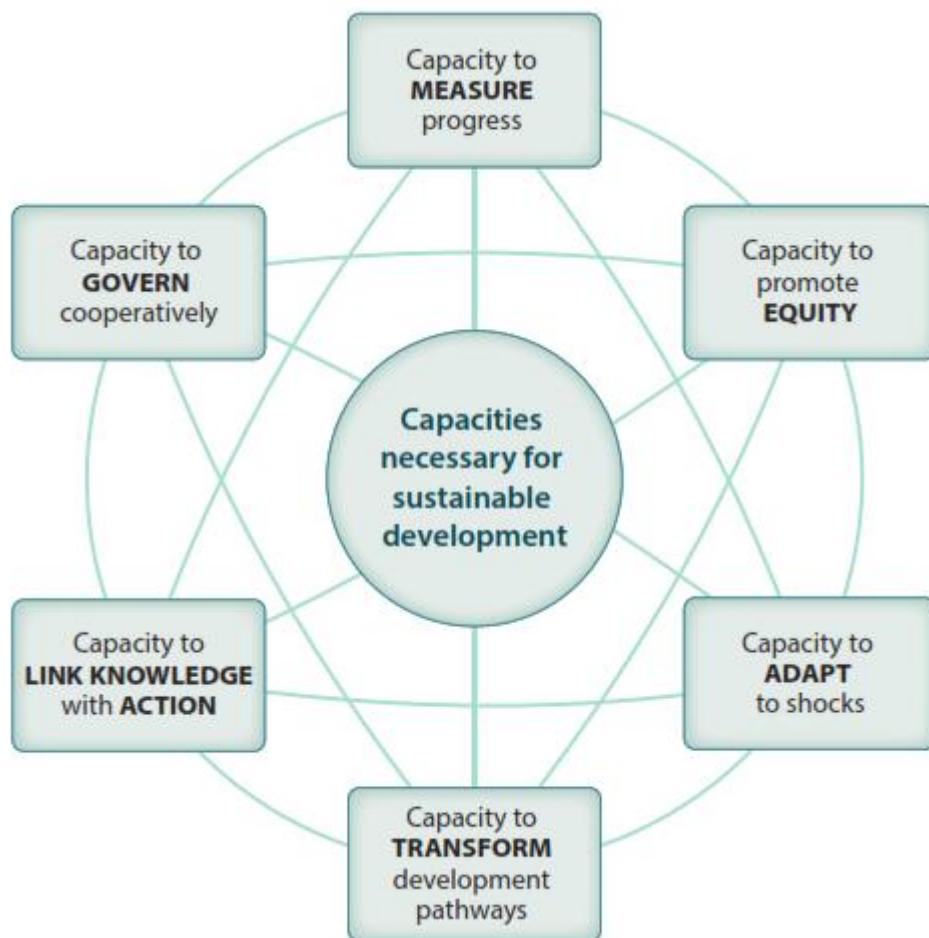 Capacity to
MEASURE
progress
Capacity to
GOVERN
cooperatively
Capacity to
promote
EQUITY
Capacities
necessary for
sustainable
development
Capacity to
LINK KNOWLEDGE
with ACTION
Capacity to
ADAPT
to shocks
Capacity to
TRANSFORM
development
pathways